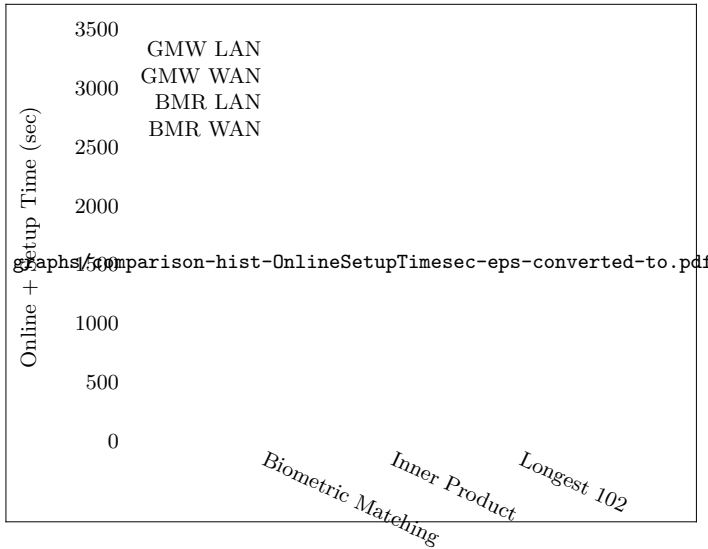 3500
GMW LAN
3000
GMW WAN
BMR LAN
BMR WAN
2500
2000
1500
1000
500
0
Online + Setup Time (sec)
graphs/comparison-hist-OnlineSetupTimesec-eps-converted-to.pdf
Biometric Matching
Inner Product
Longest 102